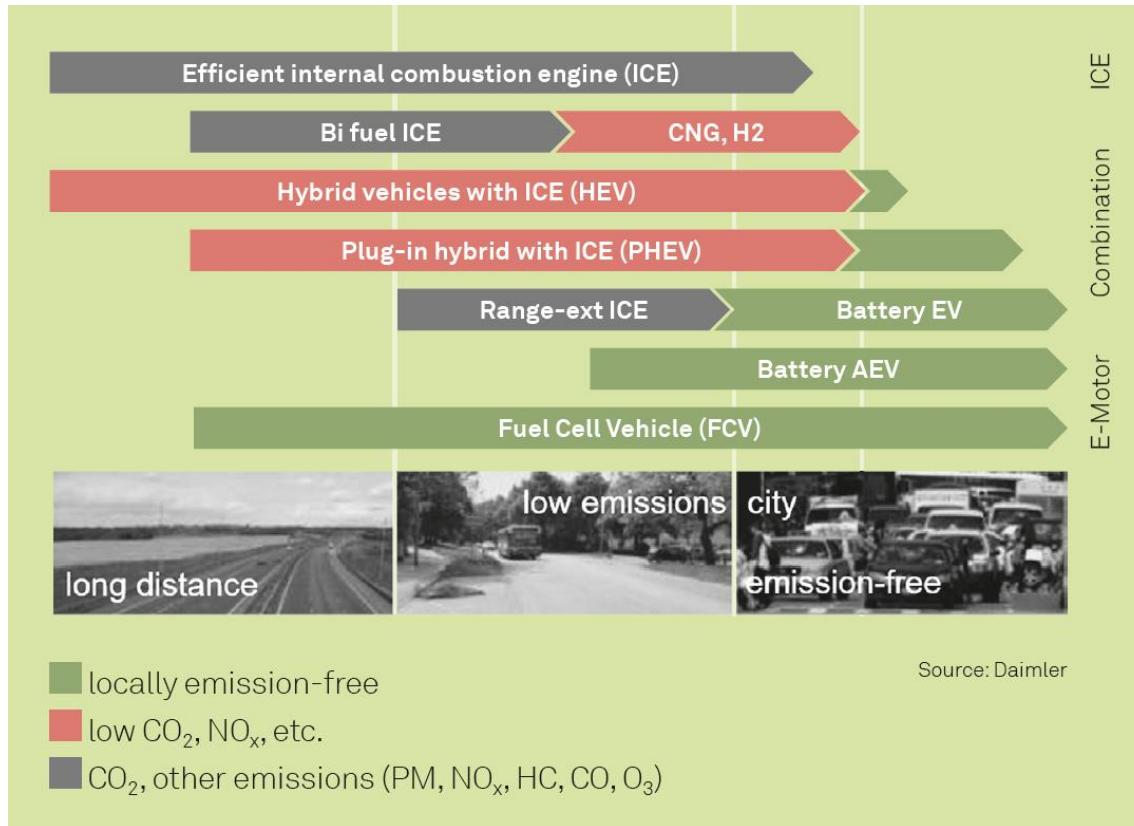 Efficient internal combustion engine (ICE)
ICE
Bi fuel ICE
CNG, H2
Hybrid vehicles with ICE (HEV)
Combination
Plug-in hybrid with ICE (PHEV)
Range-ext ICE
Battery EV
Battery AEV
E-Motor
Fuel Cell Vehicle (FCV)
long distance
low emissions
city
emission-free
Source: Daimler
locally emission-free
low CO₂, NOₓ, etc.
CO₂, other emissions (PM, NOₓ, HC, CO, O₃)